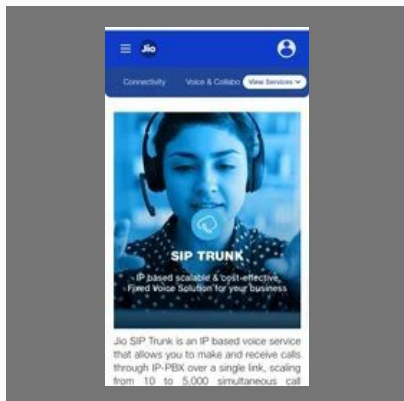 Jio
Connectivity Voice & Collabo View Services
SIP TRUNK
IP based scalable & cost-effective,
Fixed Voice Solution for your business
Jio SIP Trunk is an IP based voice service
that allows you to make and receive calls
through IP-PBX over a single link, scaling
from 10 to 5,000 simultaneous call